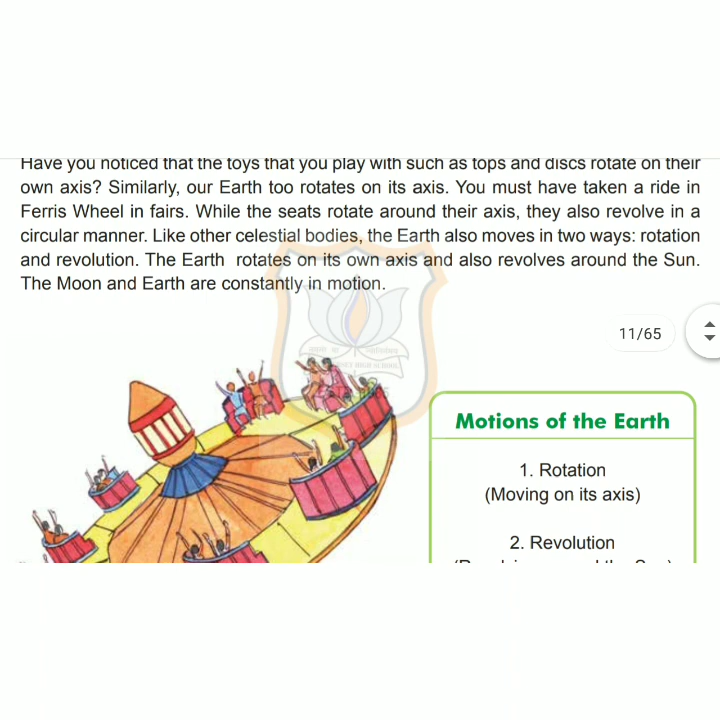 Have you noticed that the toys that you play with such as tops and discs rotate on their
own axis? Similarly, our Earth too rotates on its axis. You must have taken a ride in
Ferris Wheel in fairs. While the seats rotate around their axis, they also revolve in a
circular manner. Like other celestial bodies, the Earth also moves in two ways: rotation
and revolution. The Earth rotates on its own axis and also revolves around the Sun.
The Moon and Earth are constantly in motion.
11/65
Motions of the Earth
1. Rotation
(Moving on its axis)
2. Revolution